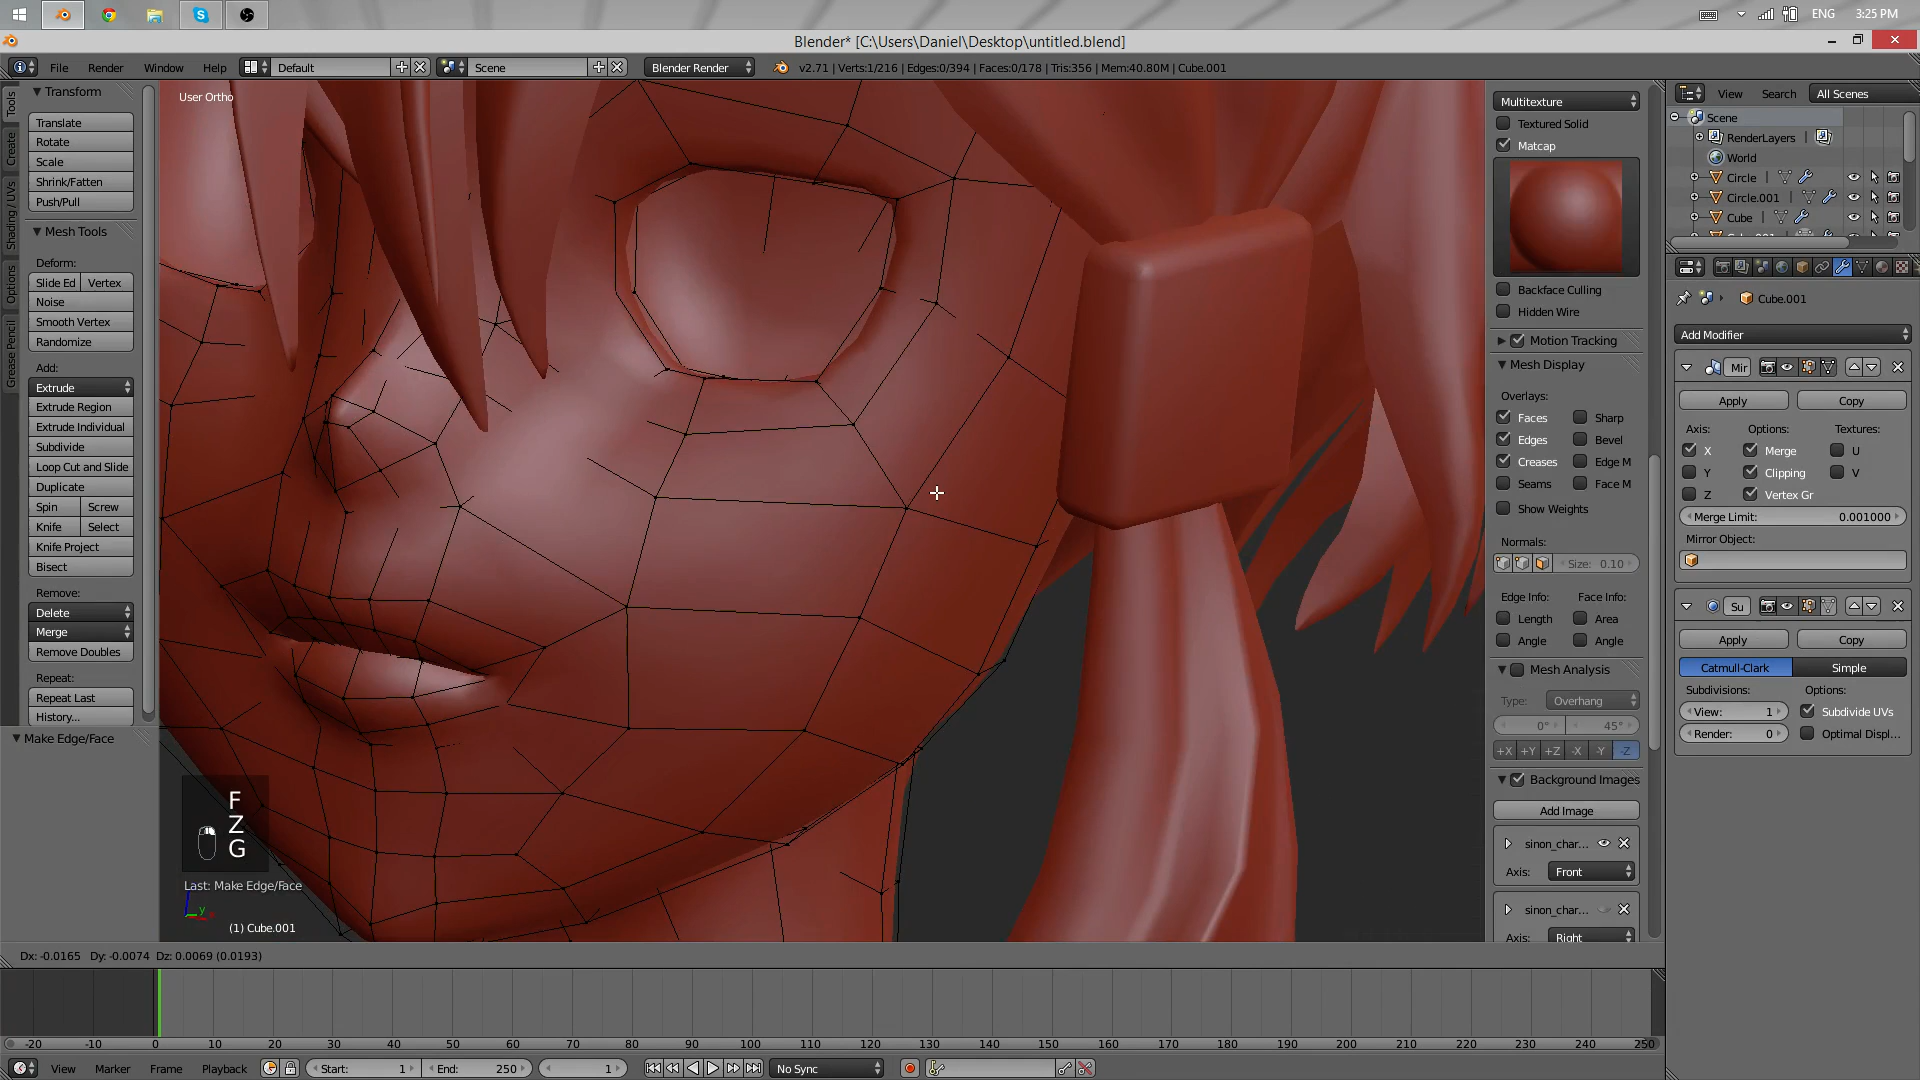 ENG
3:25 PM
Blender* [C:\Users\Daniel\Desktop\untitled.blend]
File
Render
Window
Help
Default
Scene
Blender Render
v2.71 | Verts:1/216 | Edges:0/394 | Faces:0/178 | Tris:356 | Mem:40.80M | Cube.001
Tools
Create
Shading / UVs
Options
Grease Pencil
Transform
Translate
Rotate
Scale
Shrink/Fatten
Push/Pull
Mesh Tools
Deform:
Slide Ed
Vertex
Noise
Smooth Vertex
Randomize
Add:
Extrude
Extrude Region
Extrude Individual
Subdivide
Loop Cut and Slide
Duplicate
Spin
Screw
Knife
Select
Knife Project
Bisect
Remove:
Delete
Merge
Remove Doubles
Repeat:
Repeat Last
History...
Make Edge/Face
User Ortho
F
Z
G
Last: Make Edge/Face
(1) Cube.001
Dx: -0.0165 Dy: -0.0074 Dz: 0.0069 (0.0193)
Multitexture
Textured Solid
Matcap
Backface Culling
Hidden Wire
Motion Tracking
Mesh Display
Overlays:
Faces
Sharp
Edges
Bevel
Creases
Edge M
Seams
Face M
Show Weights
Normals:
Size: 0.10
Edge Info:
Face Info:
Length
Area
Angle
Angle
Mesh Analysis
Type:
Overhang
0°
45°
+X
+Y
+Z
-X
-Y
-Z
Background Images
Add Image
sinon_char...
Axis:
Front
sinon_char...
Axis:
Right
View
Search
All Scenes
Scene
RenderLayers
World
Circle
Circle.001
Cube
Cube.001
Add Modifier
Mir
Apply
Copy
Axis:
Options:
Textures:
X
Merge
U
Y
Clipping
V
Z
Vertex Gr
Merge Limit:
0.001000
Mirror Object:
Su
Apply
Copy
Catmull-Clark
Simple
Subdivisions:
Options:
View:
1
Subdivide UVs
Render:
0
Optimal Displ...
-20 -10 0 10 20 30 40 50 60 70 80 90 100 110 120 130 140 150 160 170 180 190 200 210 220 230 240 250
View
Marker
Frame
Playback
Start:
1
End:
250
1
No Sync